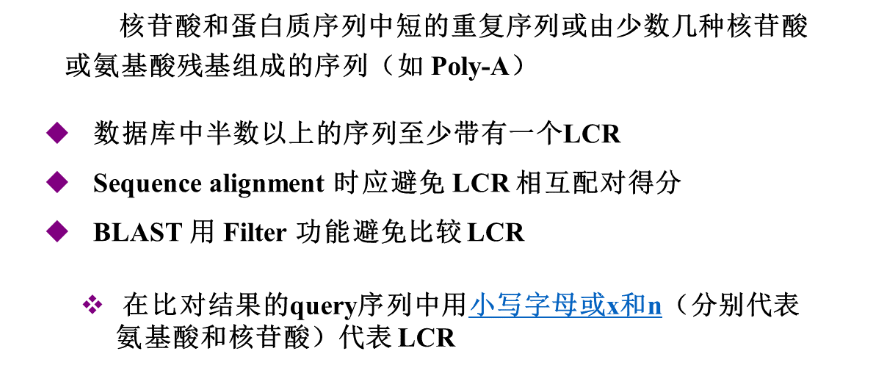 核苷酸和蛋白质序列中短的重复序列或由少数几种核苷酸
或氨基酸残基组成的序列（如 Poly-A）
◆ 数据库中半数以上的序列至少带有一个LCR
◆ Sequence alignment 时应避免 LCR 相互配对得分
◆ BLAST 用 Filter 功能避免比较 LCR
❖ 在比对结果的query序列中用小写字母或x和n（分别代表
氨基酸和核苷酸）代表 LCR